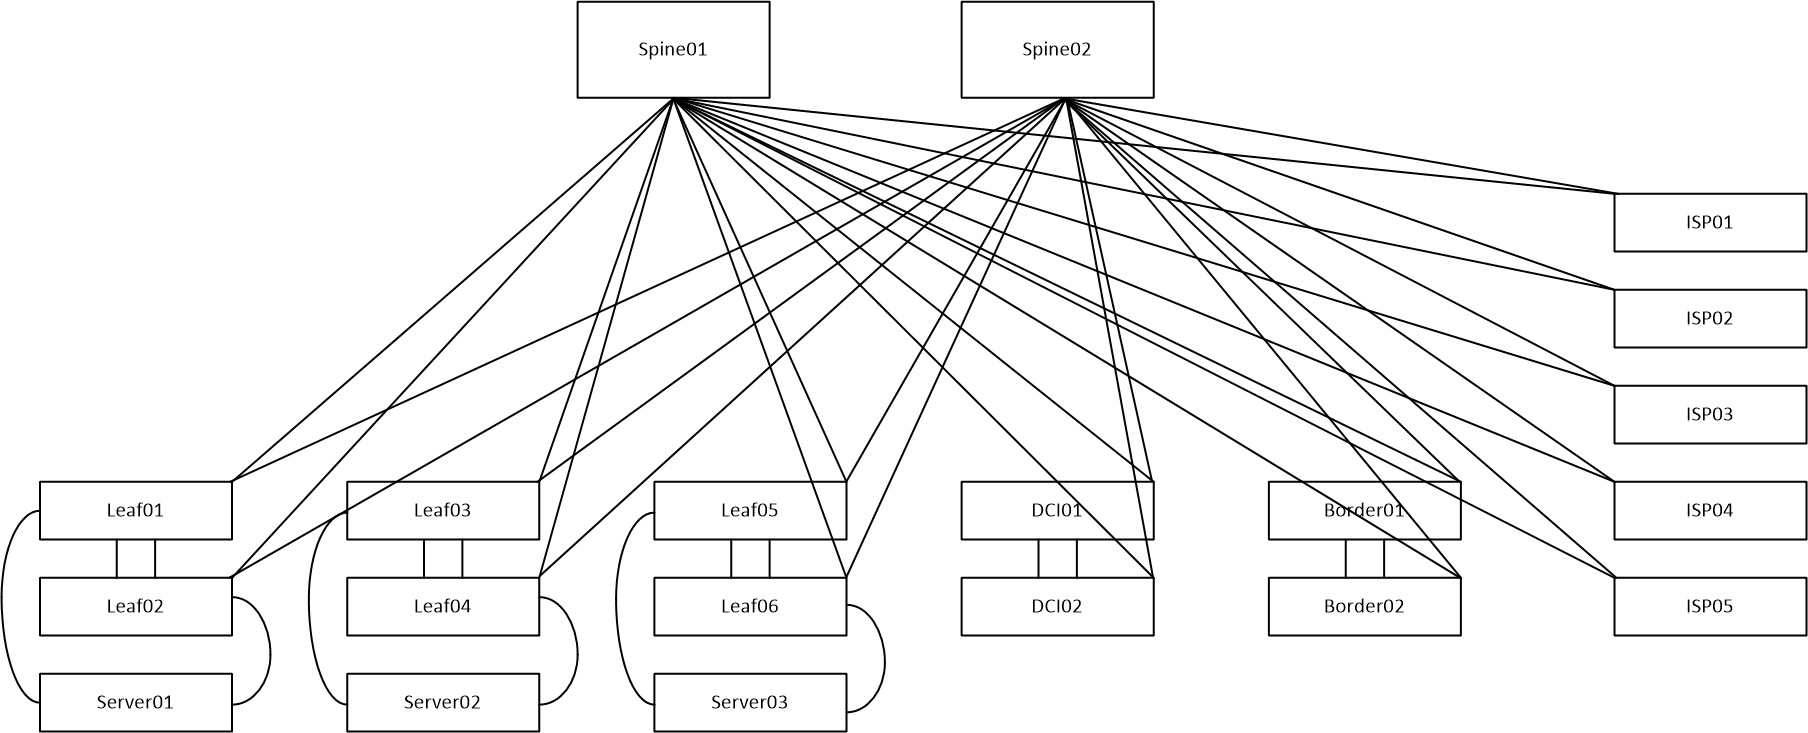 Spine01
Spine02
ISP01
ISP02
ISP03
Leaf01
Leaf03
Leaf05
DCI01
Border01
ISP04
Leaf02
Leaf04
Leaf06
DCI02
Border02
ISP05
Server01
Server02
Server03